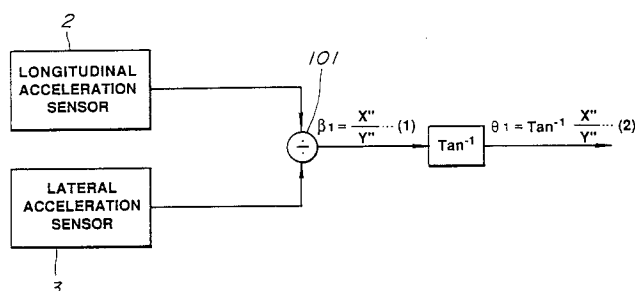 2
LONGITUDINAL
ACCELERATION
SENSOR
101
÷
β1 = X"/Y" ··· (1)
Tan⁻¹
θ1 = Tan⁻¹ X"/Y" ··· (2)
LATERAL
ACCELERATION
SENSOR
3